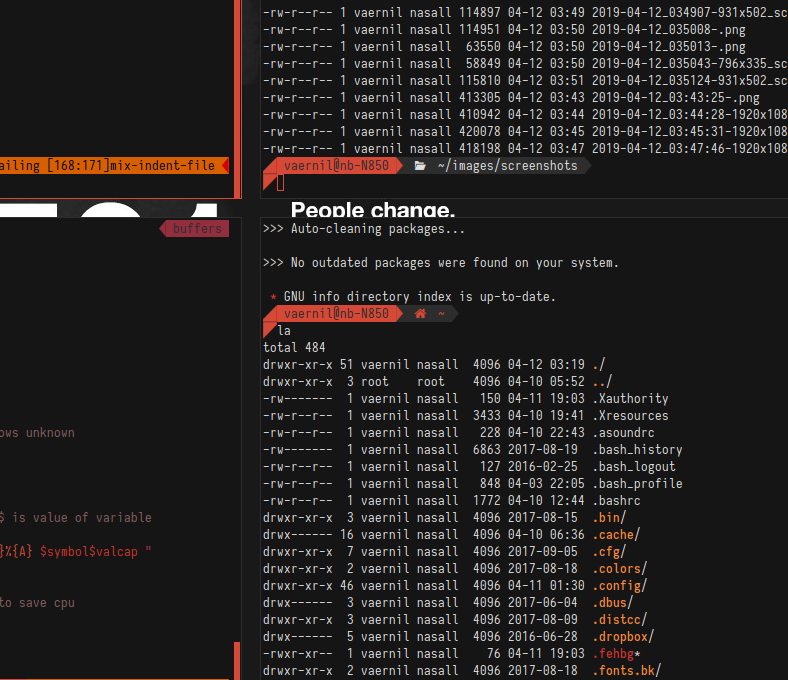 -rw-r--r-- 1 vaernil nasall 114897 04-12 03:49 2019-04-12_034907-931x502_sc
-rw-r--r-- 1 vaernil nasall 114951 04-12 03:50 2019-04-12_035008-.png
-rw-r--r-- 1 vaernil nasall  63550 04-12 03:50 2019-04-12_035013-.png
-rw-r--r-- 1 vaernil nasall  58849 04-12 03:50 2019-04-12_035043-796x335_sc
-rw-r--r-- 1 vaernil nasall 115810 04-12 03:51 2019-04-12_035124-931x502_sc
-rw-r--r-- 1 vaernil nasall 413305 04-12 03:43 2019-04-12_03:43:25-.png
-rw-r--r-- 1 vaernil nasall 410942 04-12 03:44 2019-04-12_03:44:28-1920x108
-rw-r--r-- 1 vaernil nasall 420078 04-12 03:45 2019-04-12_03:45:31-1920x108
-rw-r--r-- 1 vaernil nasall 418198 04-12 03:47 2019-04-12_03:47:46-1920x108
ailing [168:171]mix-indent-file
vaernil@nb-N850 ~/images/screenshots
People change.
buffers
>>> Auto-cleaning packages...
>>> No outdated packages were found on your system.
* GNU info directory index is up-to-date.
vaernil@nb-N850 ~
la
total 484
drwxr-xr-x 51 vaernil nasall  4096 04-12 03:19 ./
drwxr-xr-x  3 root    root    4096 04-10 05:52 ../
-rw-------  1 vaernil nasall   150 04-11 19:03 .Xauthority
-rw-r--r--  1 vaernil nasall  3433 04-10 19:41 .Xresources
-rw-r--r--  1 vaernil nasall   228 04-10 22:43 .asoundrc
-rw-------  1 vaernil nasall  6863 2017-08-19  .bash_history
-rw-r--r--  1 vaernil nasall   127 2016-02-25  .bash_logout
-rw-r--r--  1 vaernil nasall   848 04-03 22:05 .bash_profile
-rw-r--r--  1 vaernil nasall  1772 04-10 12:44 .bashrc
drwxr-xr-x  3 vaernil nasall  4096 2017-08-15  .bin/
drwx------ 16 vaernil nasall  4096 04-10 06:36 .cache/
drwxr-xr-x  7 vaernil nasall  4096 2017-09-05  .cfg/
drwxr-xr-x  2 vaernil nasall  4096 2017-08-18  .colors/
drwxr-xr-x 46 vaernil nasall  4096 04-11 01:30 .config/
drwx------  3 vaernil nasall  4096 2017-06-04  .dbus/
drwxr-xr-x  3 vaernil nasall  4096 2017-08-09  .distcc/
drwx------  5 vaernil nasall  4096 2016-06-28  .dropbox/
-rwxr--r--  1 vaernil nasall    76 04-11 19:03 .fehbg*
drwxr-xr-x  2 vaernil nasall  4096 2017-08-18  .fonts.bk/
ows unknown
$ is value of variable
}%{A} $symbol$valcap "
to save cpu